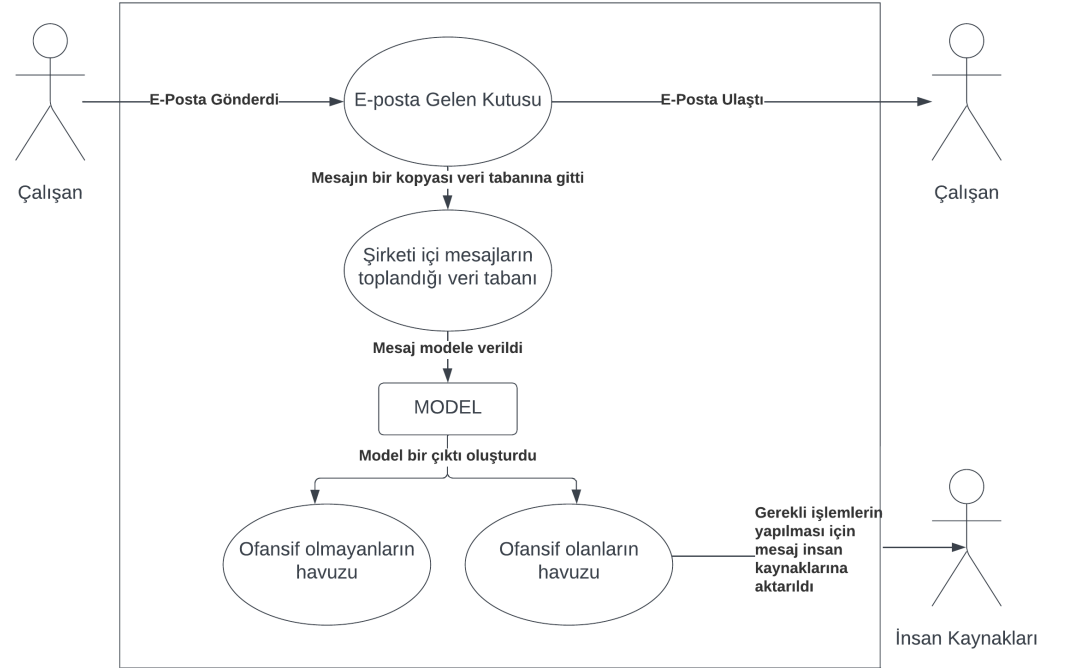 E-Posta Gönderdi
E-posta Gelen Kutusu
E-Posta Ulaştı
Çalışan
Çalışan
Mesajın bir kopyası veri tabanına gitti
Şirketi içi mesajların
toplandığı veri tabanı
Mesaj modele verildi
MODEL
Model bir çıktı oluşturdu
Ofansif olmayanların
havuzu
Ofansif olanların
havuzu
Gerekli işlemlerin
yapılması için
mesaj insan
kaynaklarına
aktarıldı
İnsan Kaynakları